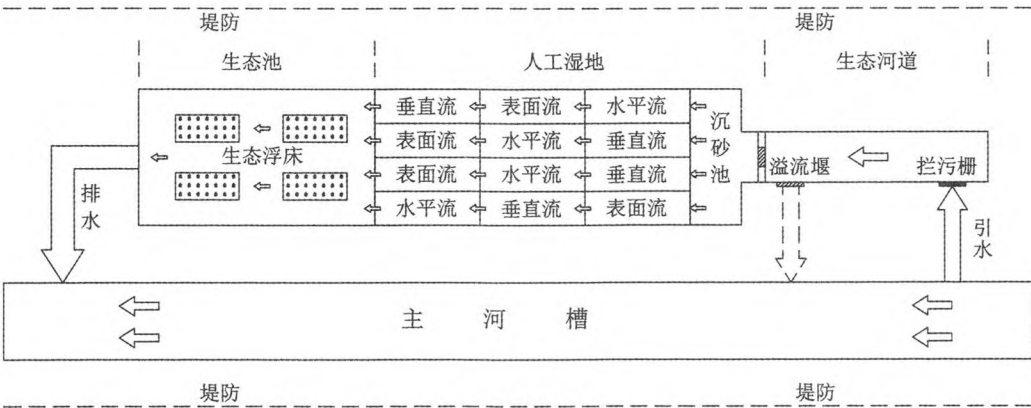 堤防 堤防
生态池 人工湿地 生态河道
垂直流 表面流 水平流
表面流 水平流 垂直流
表面流 水平流 垂直流
水平流 垂直流 表面流
生态浮床
沉砂池
溢流堰 拦污栅
排水
引水
主河槽
堤防 堤防